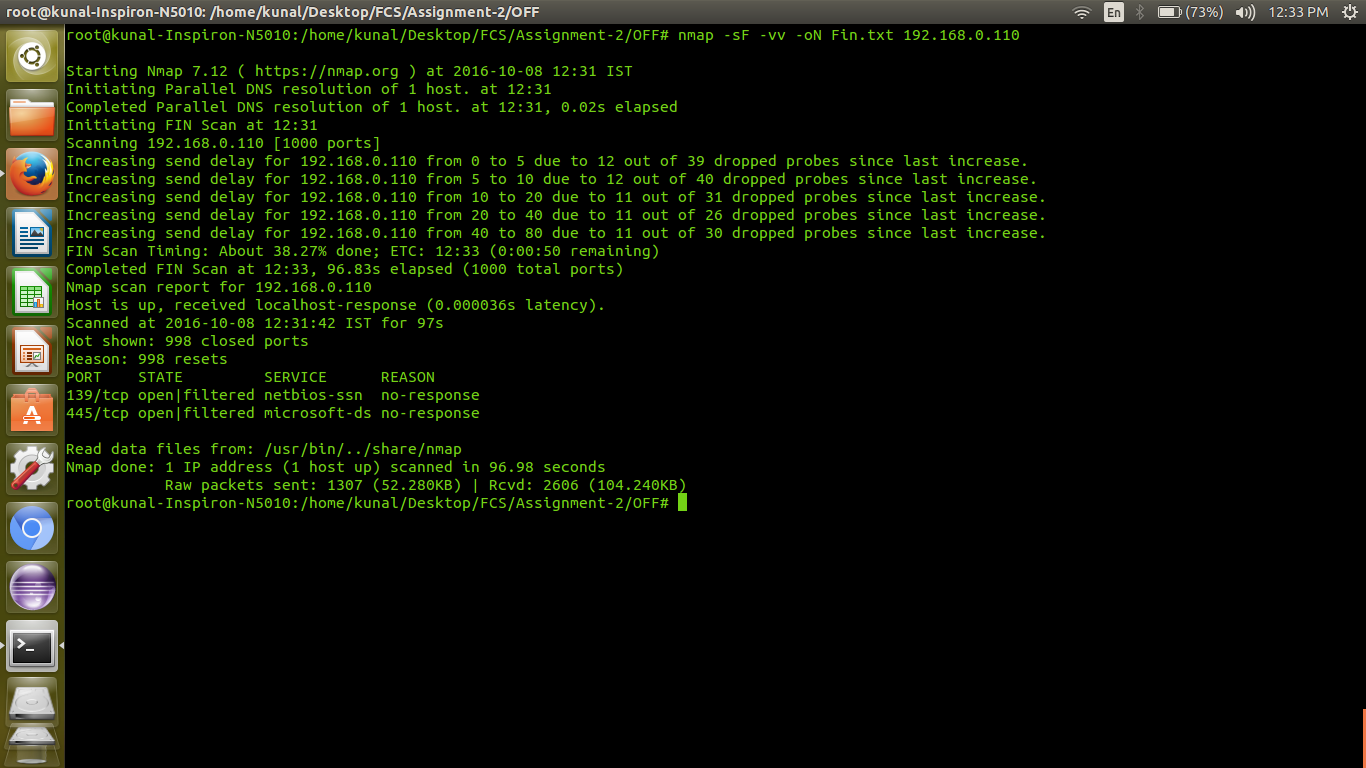 root@kunal-Inspiron-N5010: /home/kunal/Desktop/FCS/Assignment-2/OFF
En
(73%)
12:33 PM
root@kunal-Inspiron-N5010:/home/kunal/Desktop/FCS/Assignment-2/OFF# nmap -sF -vv -oN Fin.txt 192.168.0.110
Starting Nmap 7.12 ( https://nmap.org ) at 2016-10-08 12:31 IST
Initiating Parallel DNS resolution of 1 host. at 12:31
Completed Parallel DNS resolution of 1 host. at 12:31, 0.02s elapsed
Initiating FIN Scan at 12:31
Scanning 192.168.0.110 [1000 ports]
Increasing send delay for 192.168.0.110 from 0 to 5 due to 12 out of 39 dropped probes since last increase.
Increasing send delay for 192.168.0.110 from 5 to 10 due to 12 out of 40 dropped probes since last increase.
Increasing send delay for 192.168.0.110 from 10 to 20 due to 11 out of 31 dropped probes since last increase.
Increasing send delay for 192.168.0.110 from 20 to 40 due to 11 out of 26 dropped probes since last increase.
Increasing send delay for 192.168.0.110 from 40 to 80 due to 11 out of 30 dropped probes since last increase.
FIN Scan Timing: About 38.27% done; ETC: 12:33 (0:00:50 remaining)
Completed FIN Scan at 12:33, 96.83s elapsed (1000 total ports)
Nmap scan report for 192.168.0.110
Host is up, received localhost-response (0.000036s latency).
Scanned at 2016-10-08 12:31:42 IST for 97s
Not shown: 998 closed ports
Reason: 998 resets
PORT    STATE         SERVICE      REASON
139/tcp open|filtered netbios-ssn  no-response
445/tcp open|filtered microsoft-ds no-response
Read data files from: /usr/bin/../share/nmap
Nmap done: 1 IP address (1 host up) scanned in 96.98 seconds
           Raw packets sent: 1307 (52.280KB) | Rcvd: 2606 (104.240KB)
root@kunal-Inspiron-N5010:/home/kunal/Desktop/FCS/Assignment-2/OFF#